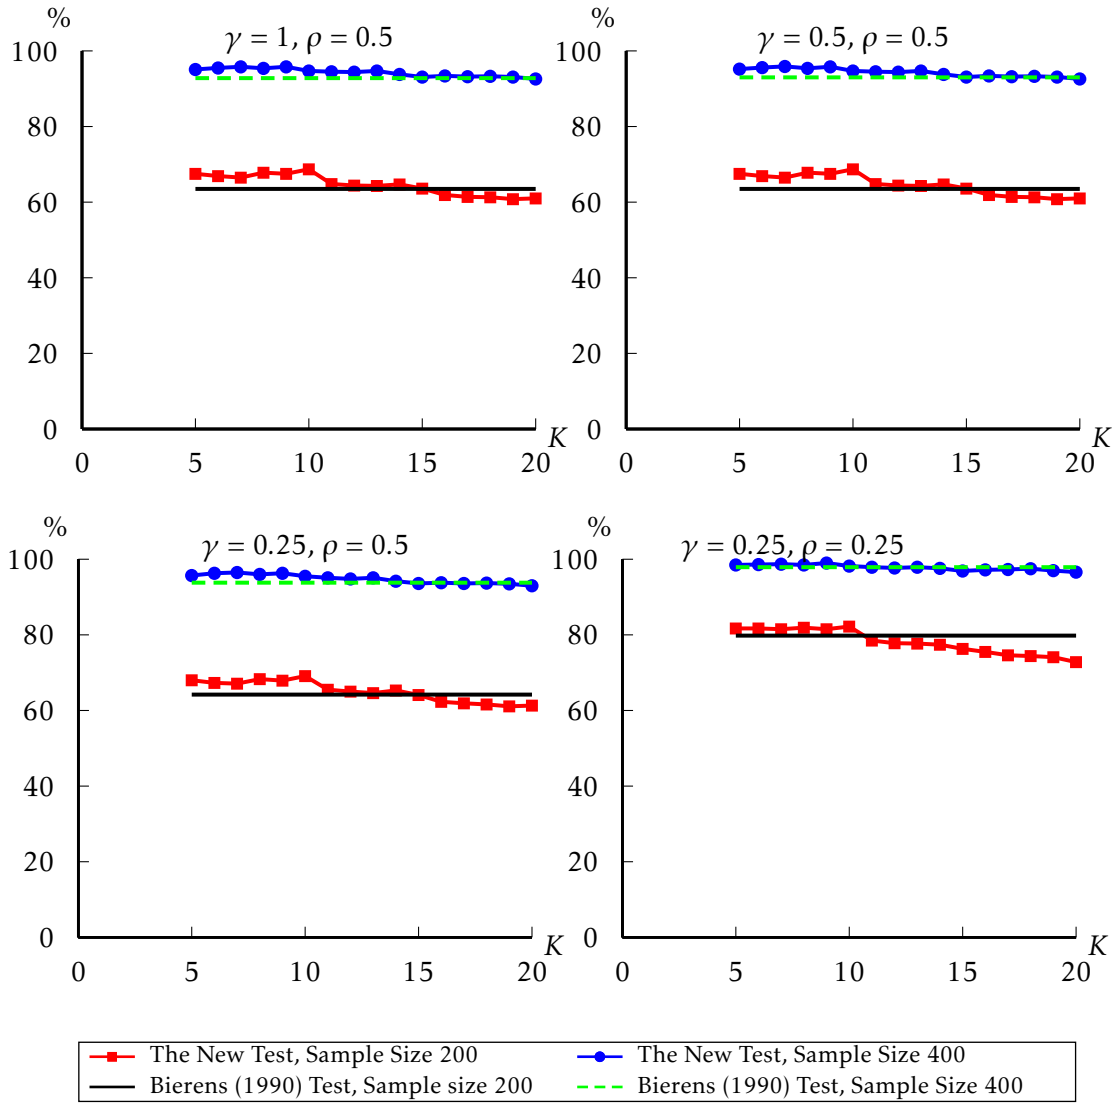 %
γ = 1, ρ = 0.5
100
80
60
40
20
0
K
0 5 10 15 20
%
γ = 0.5, ρ = 0.5
100
80
60
40
20
0
K
0 5 10 15 20
%
γ = 0.25, ρ = 0.5
100
80
60
40
20
0
K
0 5 10 15 20
%
γ = 0.25, ρ = 0.25
100
80
60
40
20
0
K
0 5 10 15 20
The New Test, Sample Size 200
The New Test, Sample Size 400
Bierens (1990) Test, Sample size 200
Bierens (1990) Test, Sample Size 400